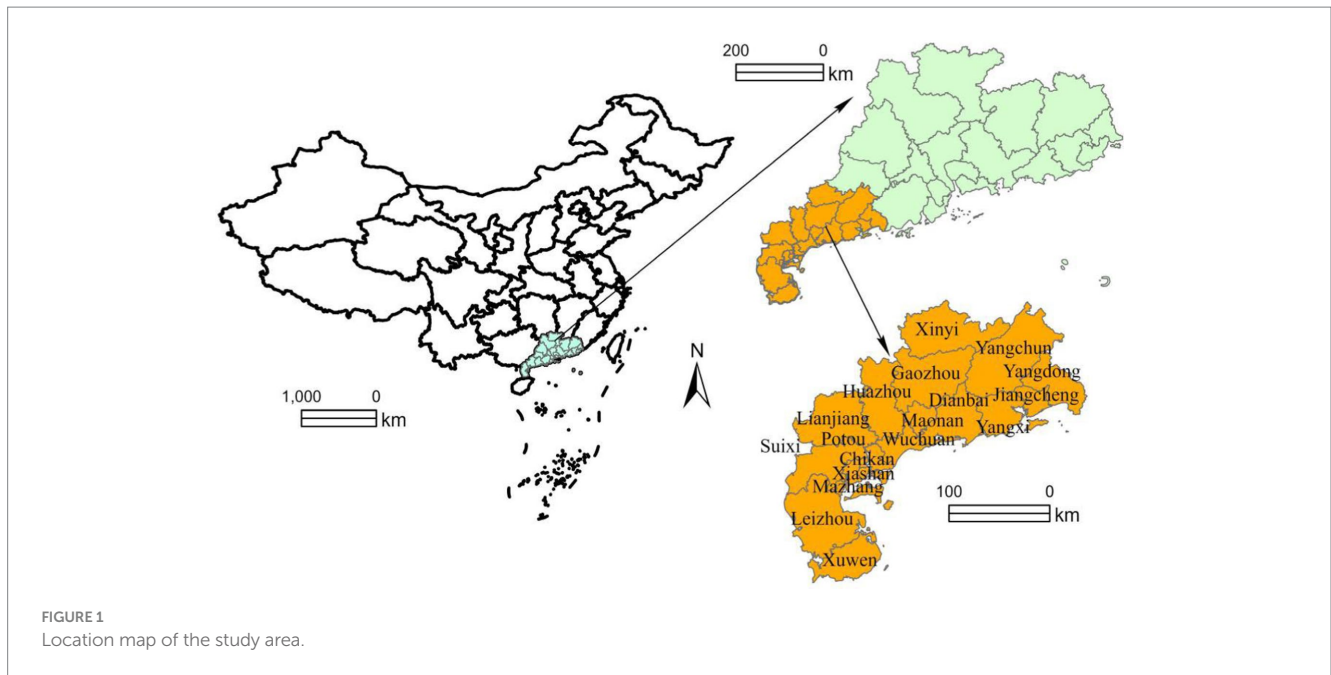 200 0
km
N
1,000 0
km
Xinyi
Yangchun
Gaozhou
Yangdong
Huazhou
Dianbai
Jiangcheng
Lianjiang
Maonan
Yangxi
Potou
Wuchuan
Suixi
Chikan
Xiashan
Mazhang
100 0
km
Leizhou
Xuwen
FIGURE 1
Location map of the study area.